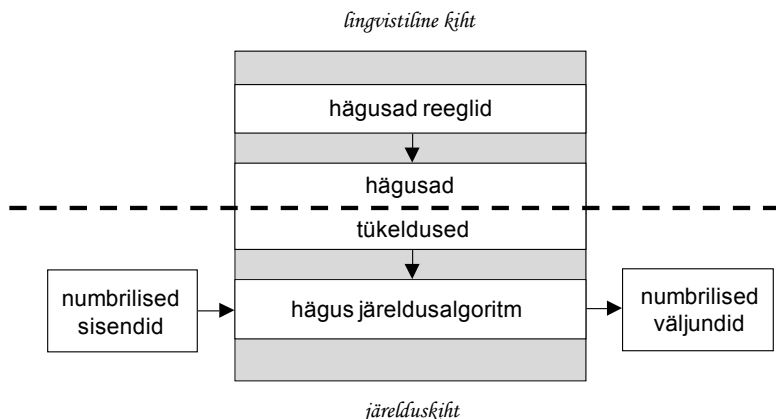 lingvistiline kiht
hägusad reeglid
hägusad
tükeldused
numbrilised
sisendid
hägus järeldusalgoritm
numbrilised
väljundid
järelduskiht